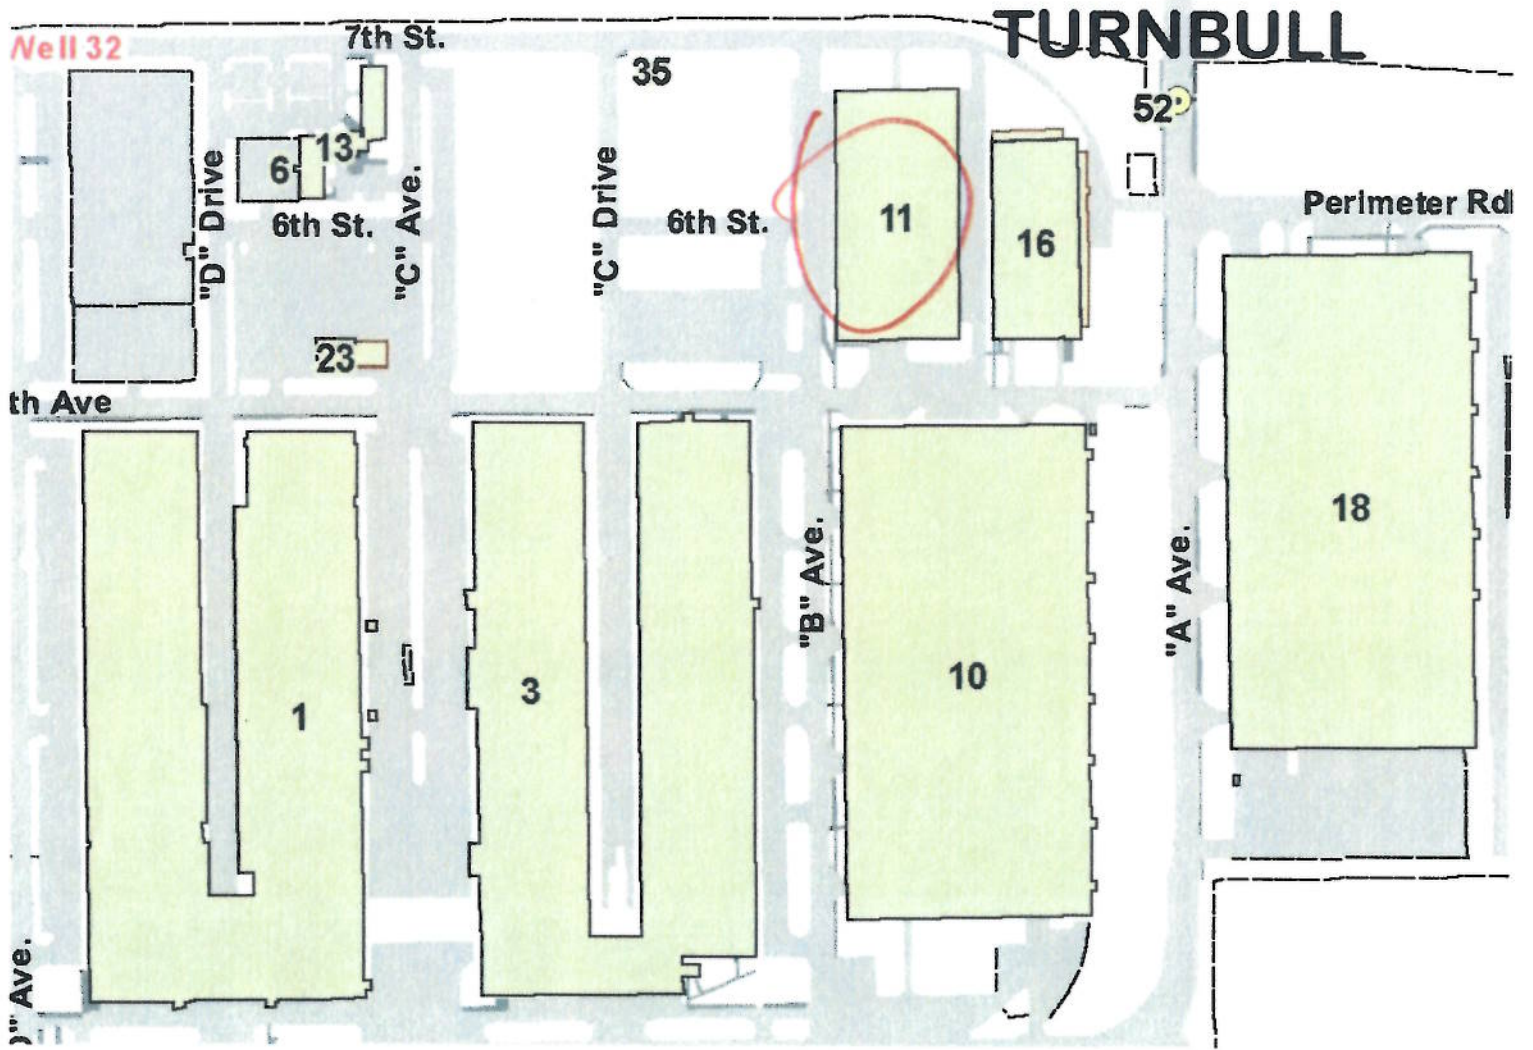 TURNBULL
Well 32
7th St.
35
52
13
6
"D" Drive
"C" Ave.
"C" Drive
6th St.
6th St.
11
16
Perimeter Rd
23
th Ave
18
"B" Ave.
"A" Ave.
10
3
1
" Ave.